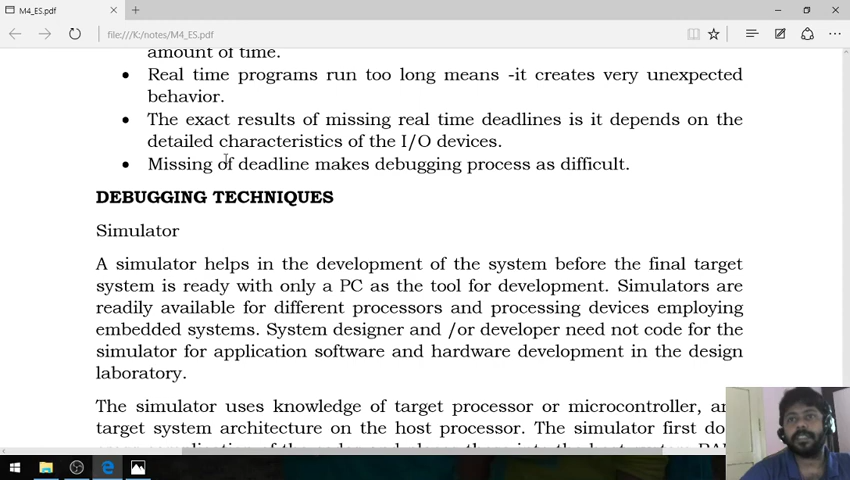 M4_ES.pdf
file:///K:/notes/M4_ES.pdf
amount of time.
• Real time programs run too long means -it creates very unexpected
behavior.
• The exact results of missing real time deadlines is it depends on the
detailed characteristics of the I/O devices.
• Missing of deadline makes debugging process as difficult.
DEBUGGING TECHNIQUES
Simulator
A simulator helps in the development of the system before the final target
system is ready with only a PC as the tool for development. Simulators are
readily available for different processors and processing devices employing
embedded systems. System designer and /or developer need not code for the
simulator for application software and hardware development in the design
laboratory.
The simulator uses knowledge of target processor or microcontroller, an
target system architecture on the host processor. The simulator first do